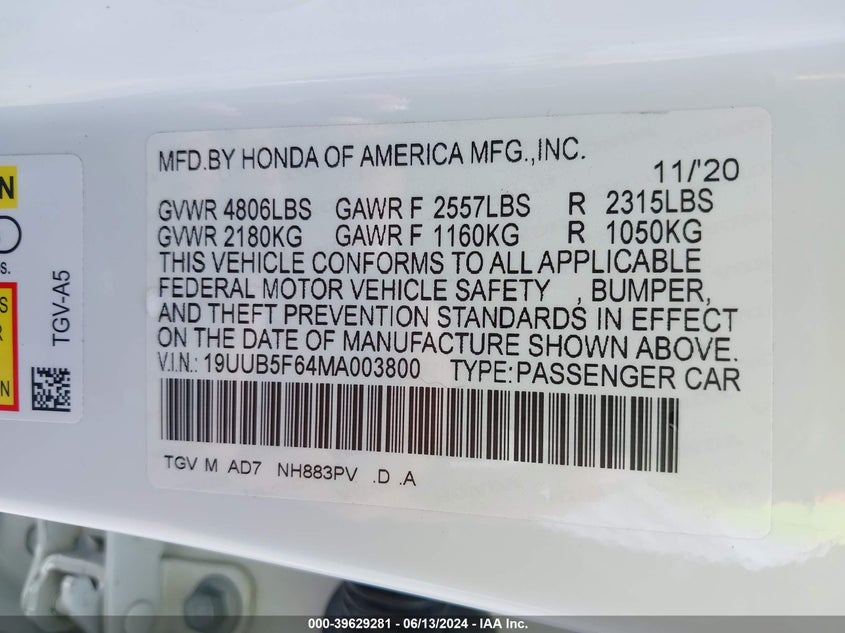 MFD.BY HONDA OF AMERICA MFG.,INC. 11/'20
GVWR 4806LBS GAWR F 2557LBS R 2315LBS
GVWR 2180KG GAWR F 1160KG R 1050KG
THIS VEHICLE CONFORMS TO ALL APPLICABLE
FEDERAL MOTOR VEHICLE SAFETY , BUMPER,
AND THEFT PREVENTION STANDARDS IN EFFECT
ON THE DATE OF MANUFACTURE SHOWN ABOVE.
V.I.N.: 19UUB5F64MA003800 TYPE:PASSENGER CAR
TGV M AD7 NH883PV .D .A
N
s.
S
R
N
TGV-A5
000-39629281 - 06/13/2024 - IAA Inc.